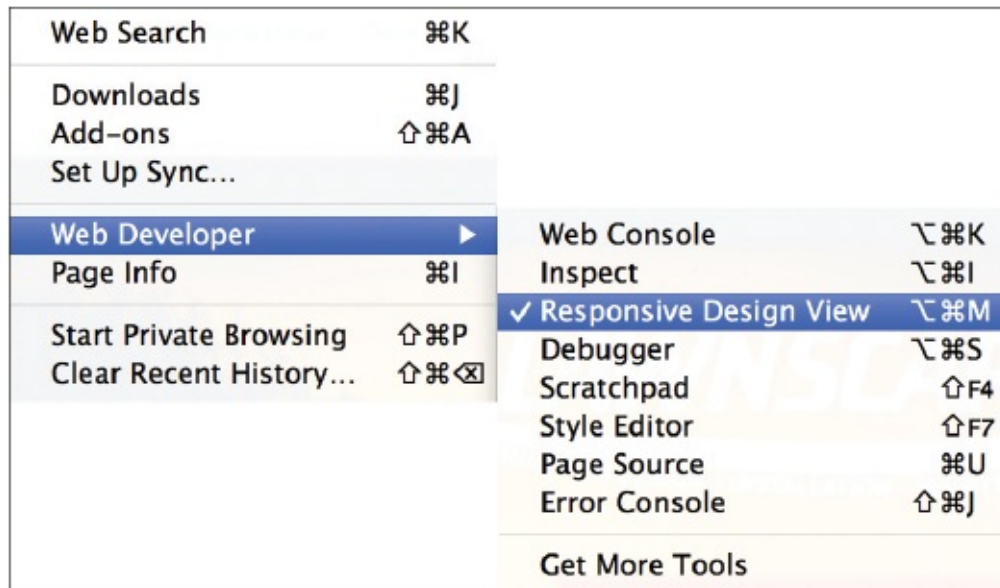 Web Search ⌘K
Downloads ⌘J
Add-ons ⇧⌘A
Set Up Sync...
Web Developer ▶
Page Info ⌘I
Start Private Browsing ⇧⌘P
Clear Recent History... ⇧⌘⌫
Web Console ⌥⌘K
Inspect ⌥⌘I
✓ Responsive Design View ⌥⌘M
Debugger ⌥⌘S
Scratchpad ⇧F4
Style Editor ⇧F7
Page Source ⌘U
Error Console ⇧⌘J
Get More Tools